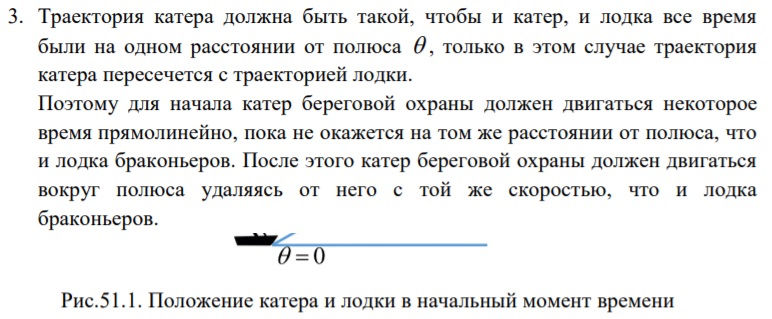 3. Траектория катера должна быть такой, чтобы и катер, и лодка все время
были на одном расстоянии от полюса θ, только в этом случае траектория
катера пересечется с траекторией лодки.
Поэтому для начала катер береговой охраны должен двигаться некоторое
время прямолинейно, пока не окажется на том же расстоянии от полюса, что
и лодка браконьеров. После этого катер береговой охраны должен двигаться
вокруг полюса удаляясь от него с той же скоростью, что и лодка
браконьеров.
θ = 0
Рис.51.1. Положение катера и лодки в начальный момент времени